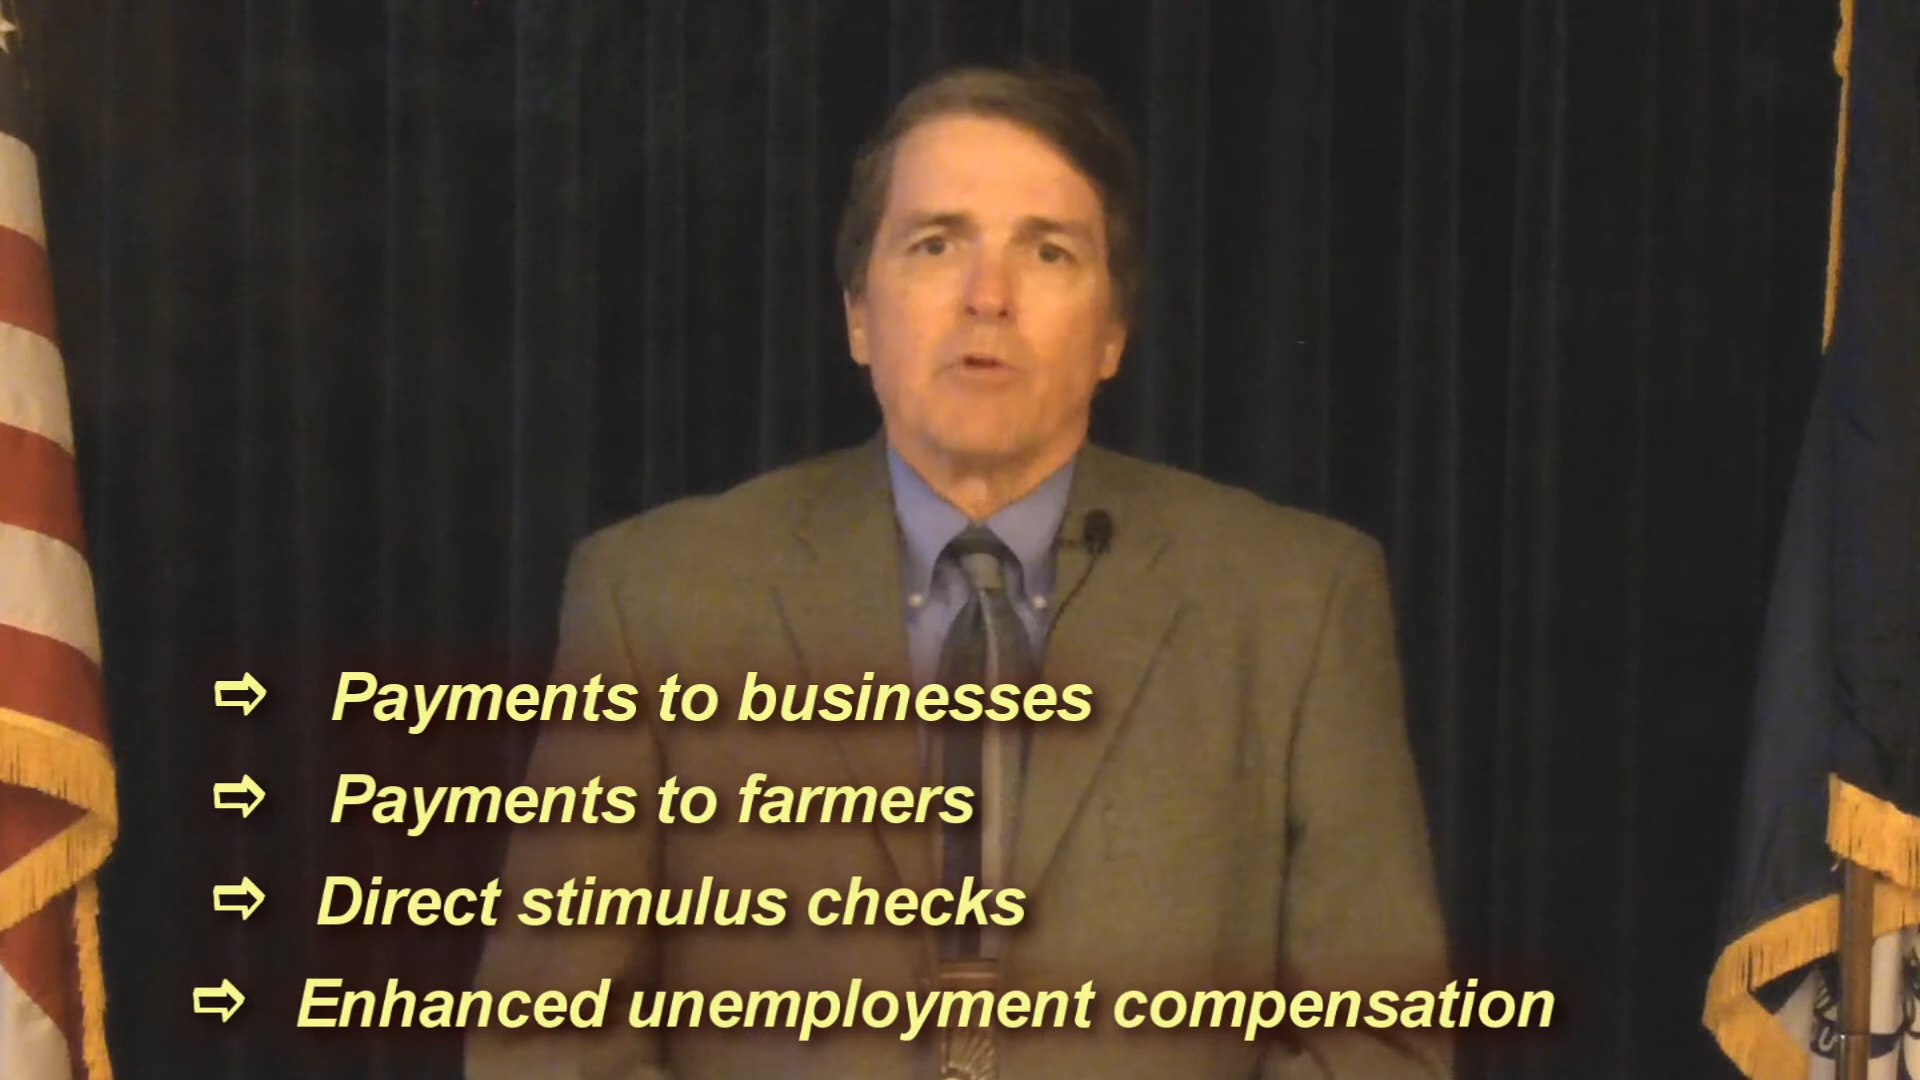 ⇨ Payments to businesses
⇨ Payments to farmers
⇨ Direct stimulus checks
⇨ Enhanced unemployment compensation